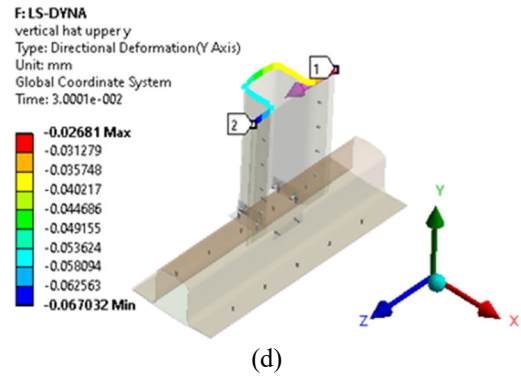 F: LS-DYNA
vertical hat upper y
Type: Directional Deformation(Y Axis)
Unit: mm
Global Coordinate System
Time: 3.0001e-002
-0.02681 Max
-0.031279
-0.035748
-0.040217
-0.044686
-0.049155
-0.053624
-0.058094
-0.062563
-0.067032 Min
1
2
Y
Z
X
(d)